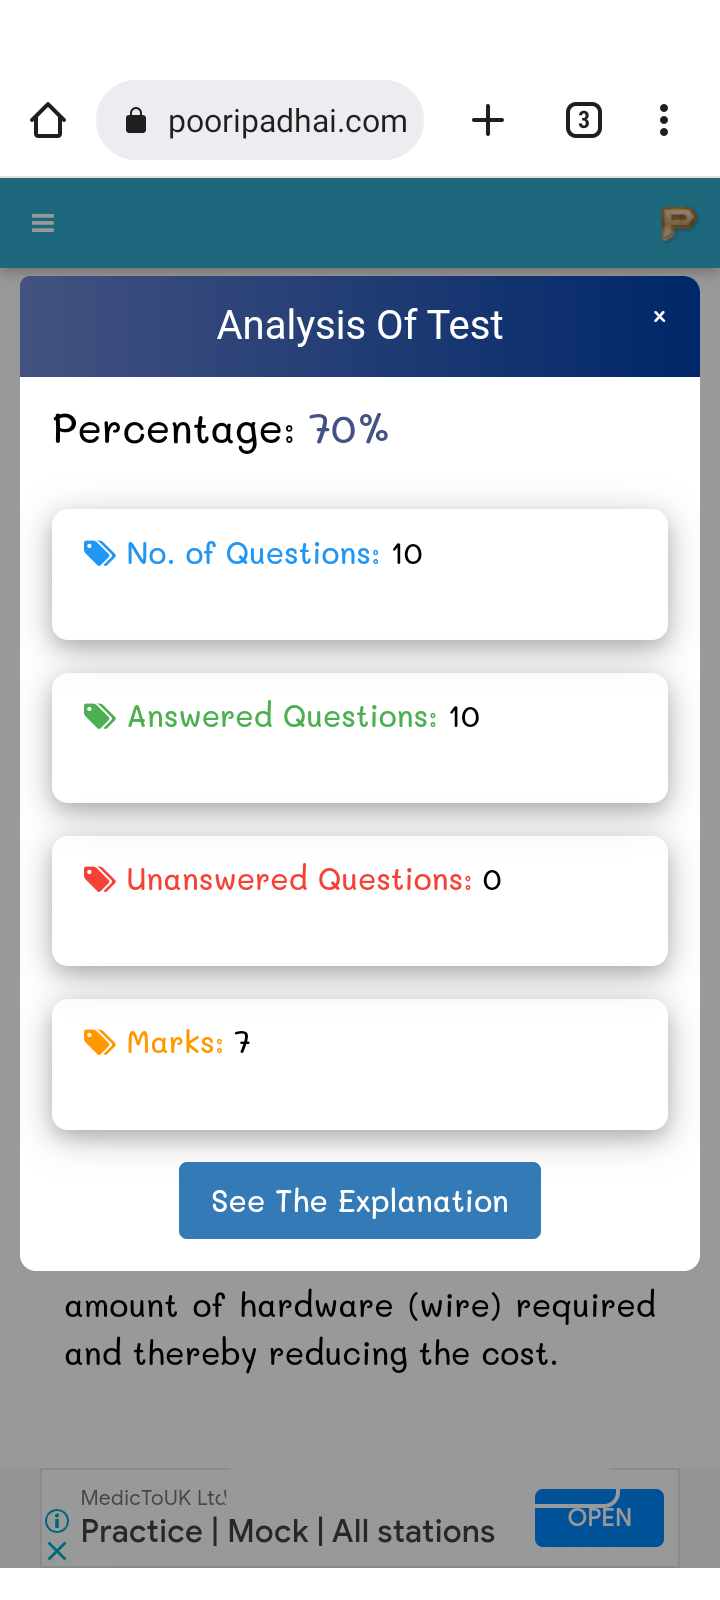 pooripadhai.com
3
P
Analysis Of Test
×
Percentage: 70%
No. of Questions: 10
Answered Questions: 10
Unanswered Questions: 0
Marks: 7
See The Explanation
amount of hardware (wire) required
and thereby reducing the cost.
MedicToUK Ltd
Practice | Mock | All stations
OPEN